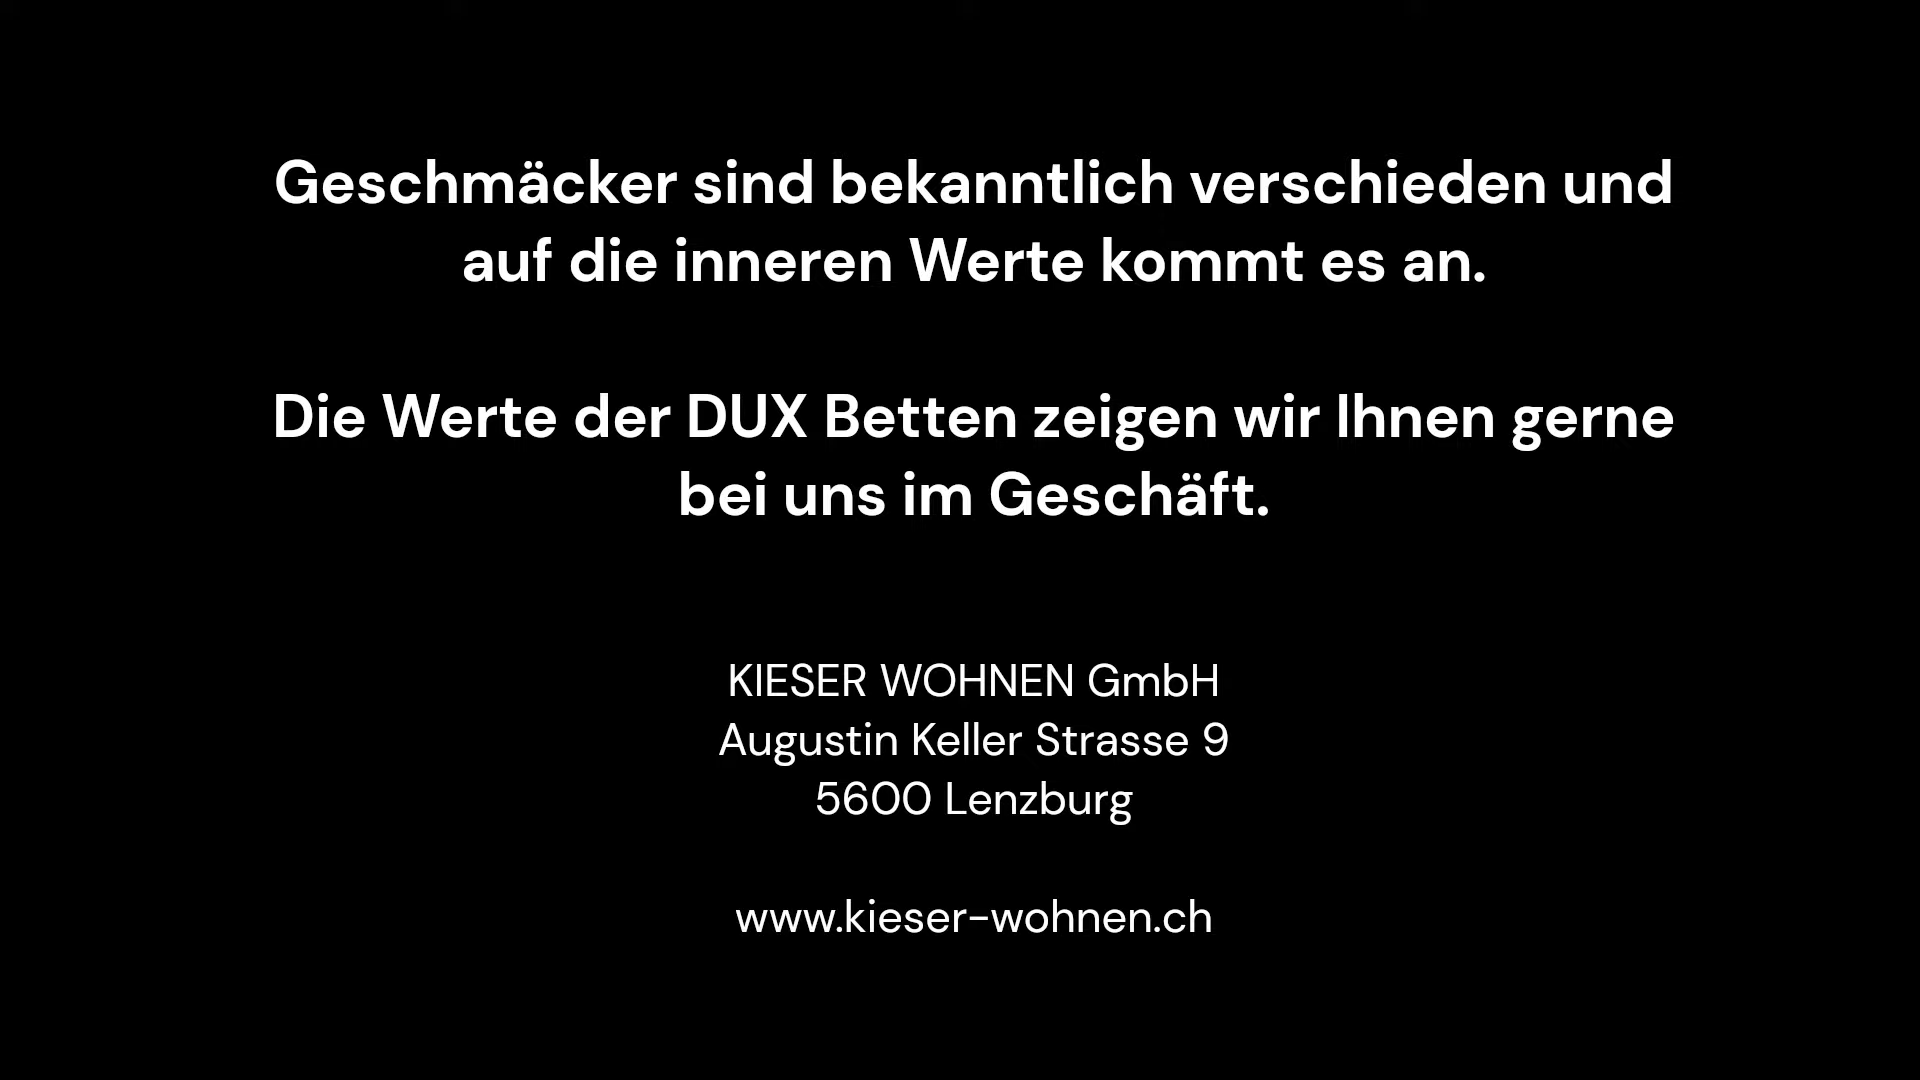 Geschmäcker sind bekanntlich verschieden und
auf die inneren Werte kommt es an.
Die Werte der DUX Betten zeigen wir Ihnen gerne
bei uns im Geschäft.
KIESER WOHNEN GmbH
Augustin Keller Strasse 9
5600 Lenzburg
www.kieser-wohnen.ch